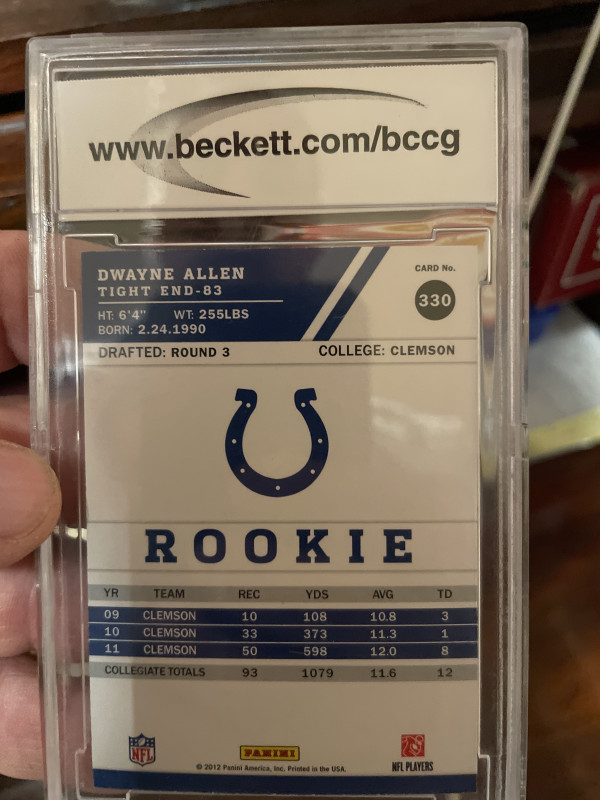 www.beckett.com/bccg
DWAYNE ALLEN
TIGHT END-83
HT: 6'4" WT: 255LBS
BORN: 2.24.1990
CARD No.
330
DRAFTED: ROUND 3 COLLEGE: CLEMSON
ROOKIE
YR TEAM REC YDS AVG TD
09 CLEMSON 10 108 10.8 3
10 CLEMSON 33 373 11.3 1
11 CLEMSON 50 598 12.0 8
COLLEGIATE TOTALS 93 1079 11.6 12
NFL
PANINI
NFL PLAYERS
© 2012 Panini America, Inc. Printed in the USA.